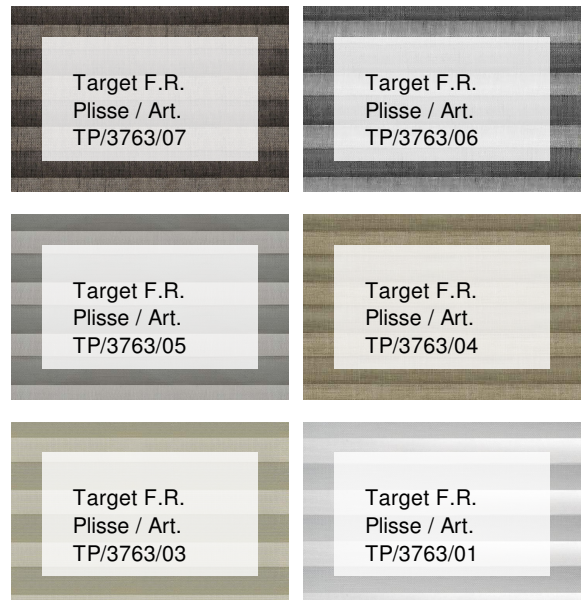 Target F.R.
Plisse / Art.
TP/3763/07
Target F.R.
Plisse / Art.
TP/3763/06
Target F.R.
Plisse / Art.
TP/3763/05
Target F.R.
Plisse / Art.
TP/3763/04
Target F.R.
Plisse / Art.
TP/3763/03
Target F.R.
Plisse / Art.
TP/3763/01